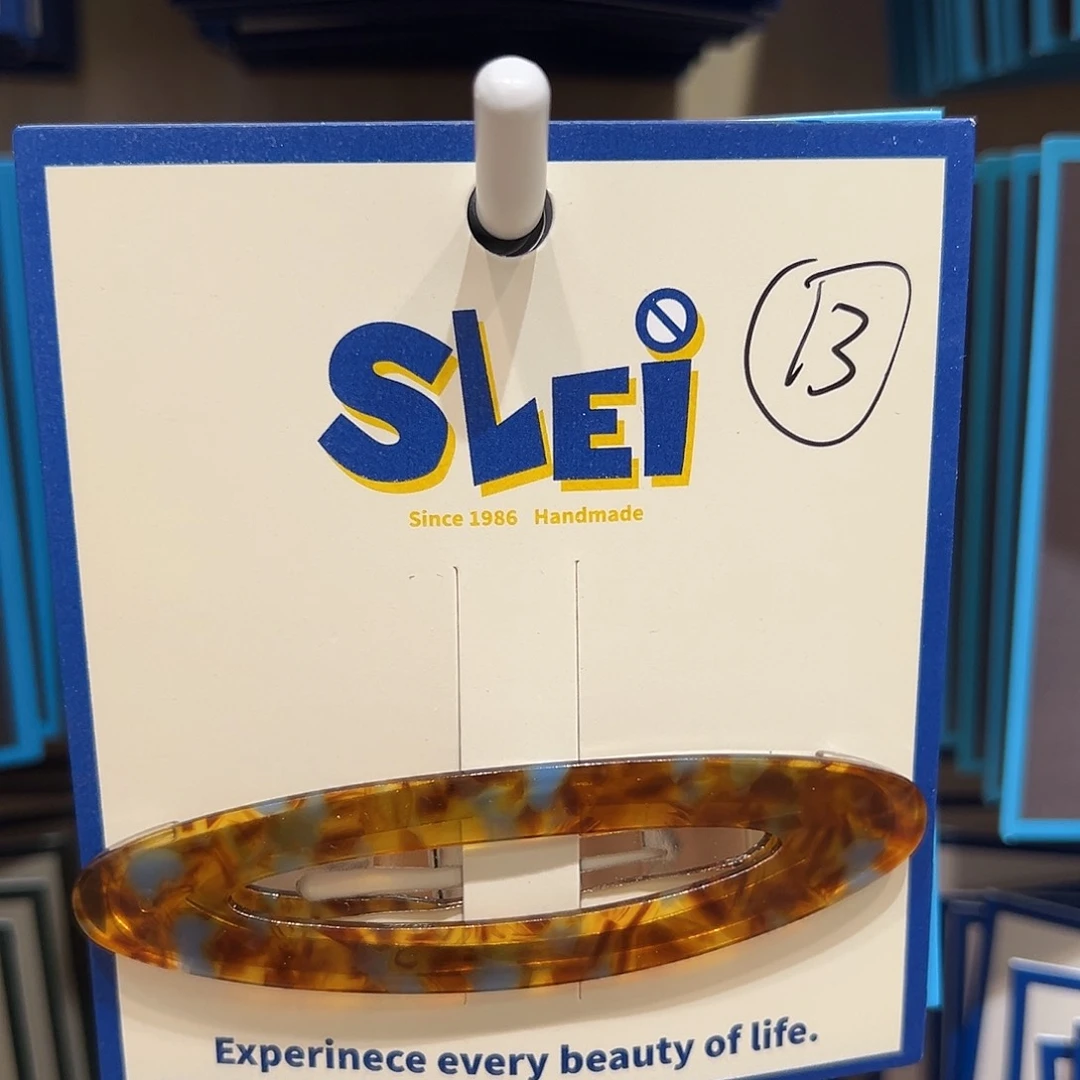 SLEi
13
Since 1986 Handmade
Experinece every beauty of life.